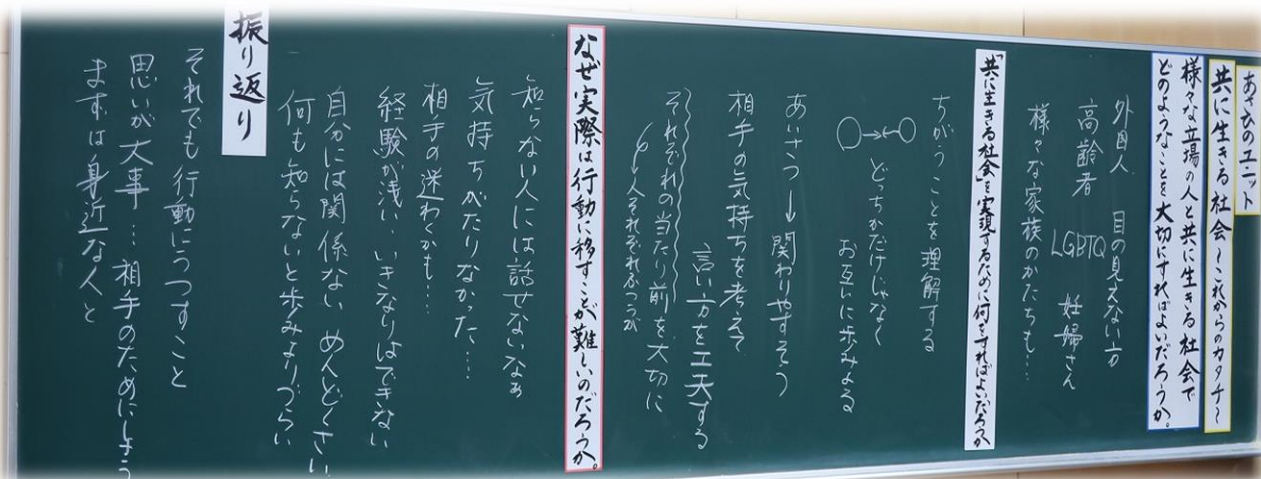 あさひのユニット
共に生きる社会～これからのカタチ～
様々な立場の人と共に生きる社会で
どのようなことを大切にすればよいだろうか。
外国人 目の見えない方
高齢者 LGBTQ 妊婦さん
様々な家族のかたちも…
「共に生きる社会」を実現するために何をすればよいだろうか
ちがうことを理解する
どっちかだけじゃなく
お互いに歩みよる
あいさつ→関わりやすそう
相手の気持ちを考えて
言い方を工夫する
それぞれの当たり前を大切に
人それぞれ
なぜ実際は行動に移すことが難しいのだろうか。
知らない人には話せないなぁ
気持ちがたりなかった…
相手の迷わくかも…
経験が浅い、いきなりはできない
自分には関係ない めんどくさい
何も知らないと歩みよりづらい
振り返り
それでも行動にうつすこと
思いが大事…相手のためにしよう
まずは身近な人と